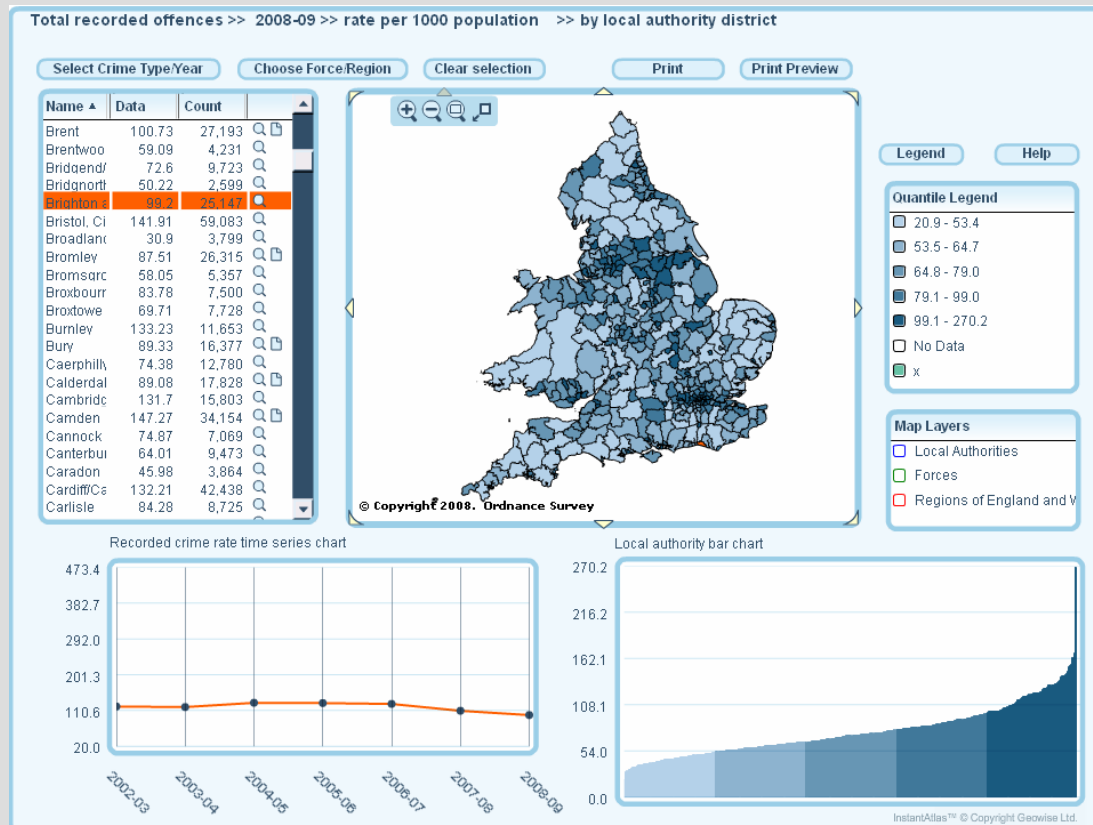 Total recorded offences >> 2008-09 >> rate per 1000 population >> by local authority district
Select Crime Type/Year Choose Force/Region Clear selection Print Print Preview
Name Data Count
Brent 100.73 27,193
Brentwoo 59.09 4,231
Bridgend/ 72.6 9,723
Bridgnorth 50.22 2,599
Brighton a 99.2 25,147
Bristol, Ci 141.91 59,083
Broadland 30.9 3,799
Bromley 87.51 26,315
Bromsgro 58.05 5,357
Broxbourn 83.78 7,500
Broxtowe 69.71 7,728
Burnley 133.23 11,653
Bury 89.33 16,377
Caerphilly 74.38 12,780
Calderdal 89.08 17,828
Cambridg 131.7 15,803
Camden 147.27 34,154
Cannock 74.87 7,069
Canterbu 64.01 9,473
Caradon 45.98 3,864
Cardiff/Ca 132.21 42,438
Carlisle 84.28 8,725
© Copyright 2008. Ordnance Survey
Legend Help
Quantile Legend
20.9 - 53.4
53.5 - 64.7
64.8 - 79.0
79.1 - 99.0
99.1 - 270.2
No Data
x
Map Layers
Local Authorities
Forces
Regions of England and W
Recorded crime rate time series chart
473.4
382.7
292.0
201.3
110.6
20.0
2002-03
2003-04
2004-05
2005-06
2006-07
2007-08
2008-09
Local authority bar chart
270.2
216.2
162.1
108.1
54.0
0.0
InstantAtlas™ © Copyright Geowise Ltd.